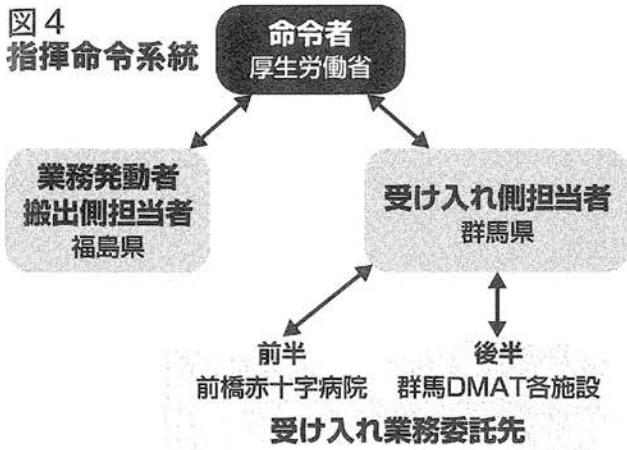 図4
指揮命令系統
命令者
厚生労働省
業務発動者
搬出側担当者
福島県
受け入れ側担当者
群馬県
前半
前橋赤十字病院
後半
群馬DMAT各施設
受け入れ業務委託先